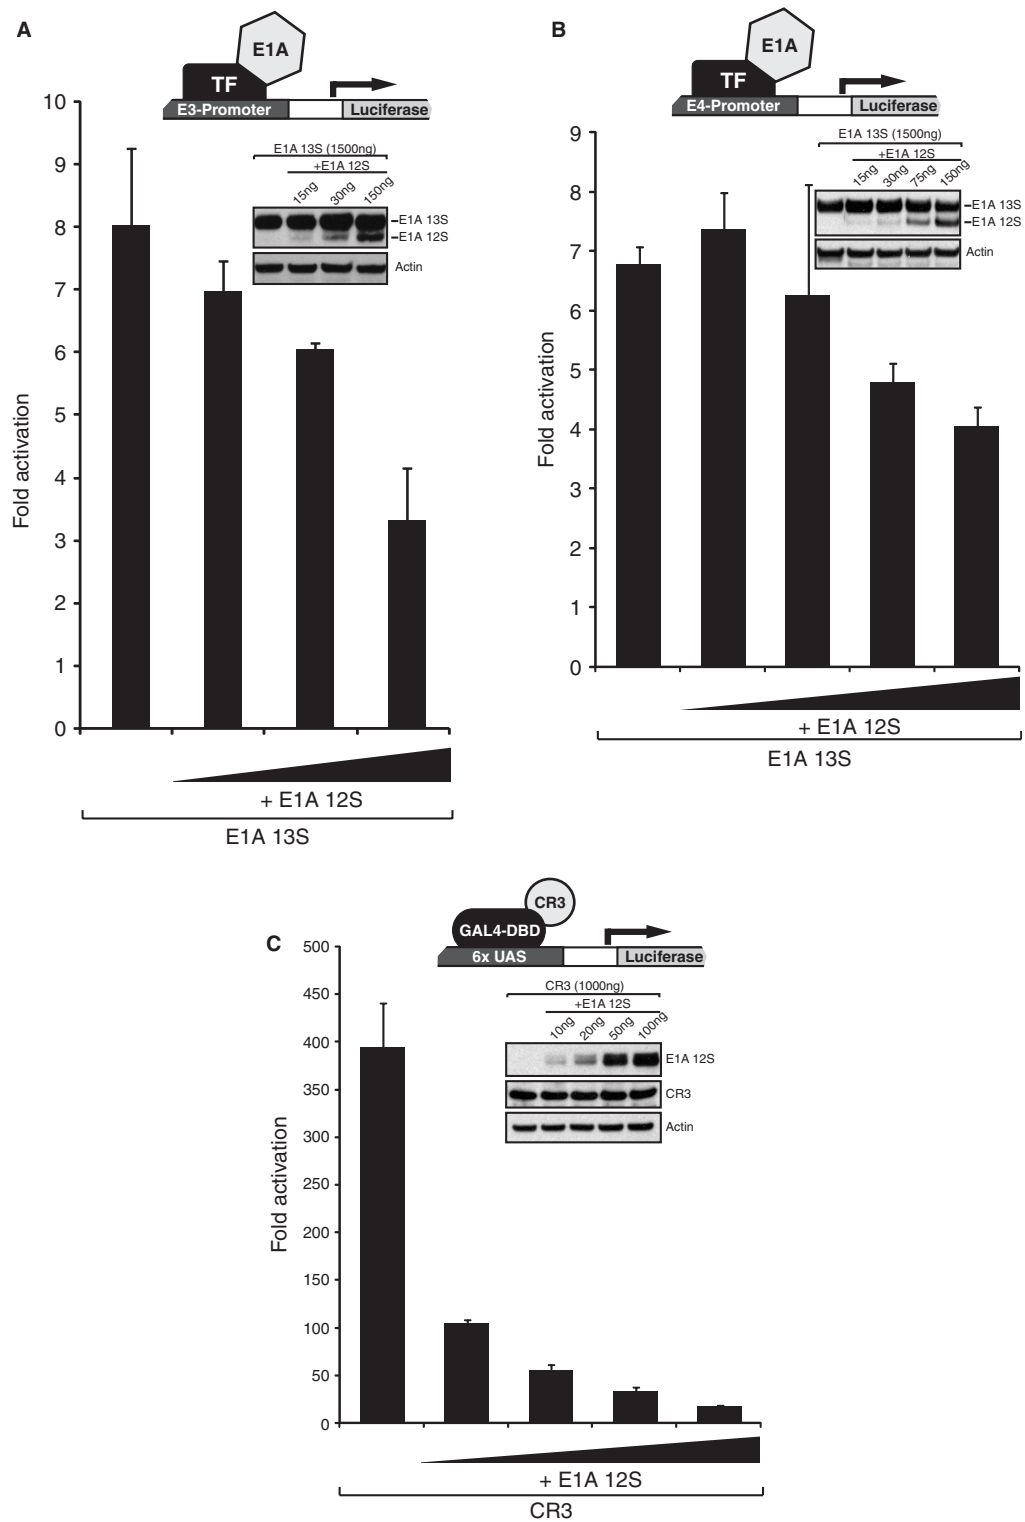 A
E1A
TF
E3-Promoter
Luciferase
E1A 13S (1500ng)
+E1A 12S
15ng
30ng
150ng
E1A 13S
E1A 12S
Actin
10
9
8
7
6
5
4
3
2
1
0
Fold activation
+ E1A 12S
E1A 13S
B
E1A
TF
E4-Promoter
Luciferase
E1A 13S (1500ng)
+E1A 12S
15ng
30ng
75ng
150ng
E1A 13S
E1A 12S
Actin
9
8
7
6
5
4
3
2
1
0
Fold activation
+ E1A 12S
E1A 13S
C
CR3
GAL4-DBD
6x UAS
Luciferase
CR3 (1000ng)
+E1A 12S
10ng
20ng
50ng
100ng
E1A 12S
CR3
Actin
500
450
400
350
300
250
200
150
100
50
0
Fold activation
+ E1A 12S
CR3